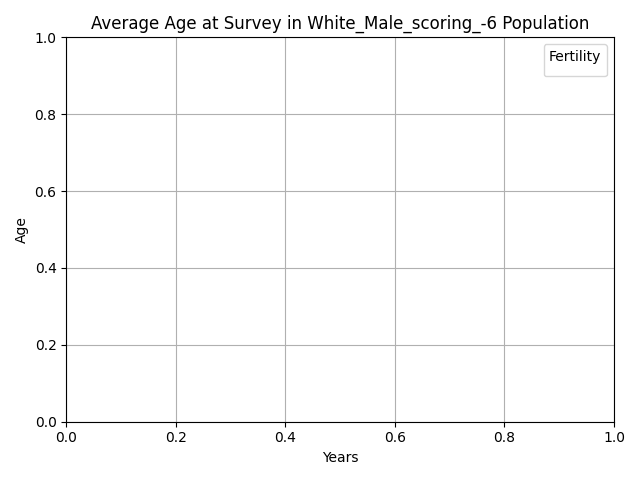 Average Age at Survey in White_Male_scoring_-6 Population
Fertility
1.0
0.8
0.6
0.4
0.2
0.0
Age
0.0 0.2 0.4 0.6 0.8 1.0
Years